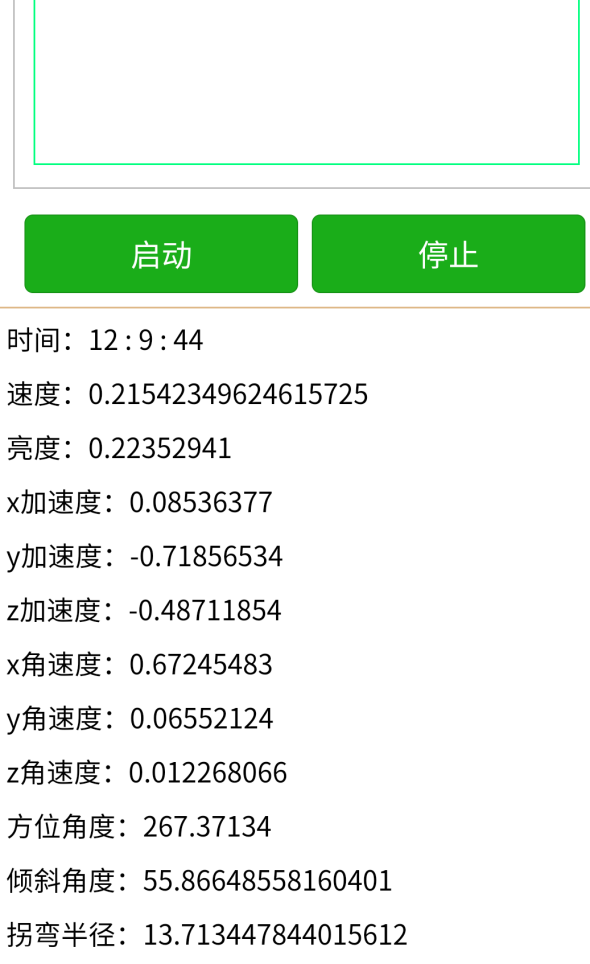 启动
停止
时间：12 : 9 : 44
速度：0.21542349624615725
亮度：0.22352941
x加速度：0.08536377
y加速度：-0.71856534
z加速度：-0.48711854
x角速度：0.67245483
y角速度：0.06552124
z角速度：0.012268066
方位角度：267.37134
倾斜角度：55.86648558160401
拐弯半径：13.713447844015612